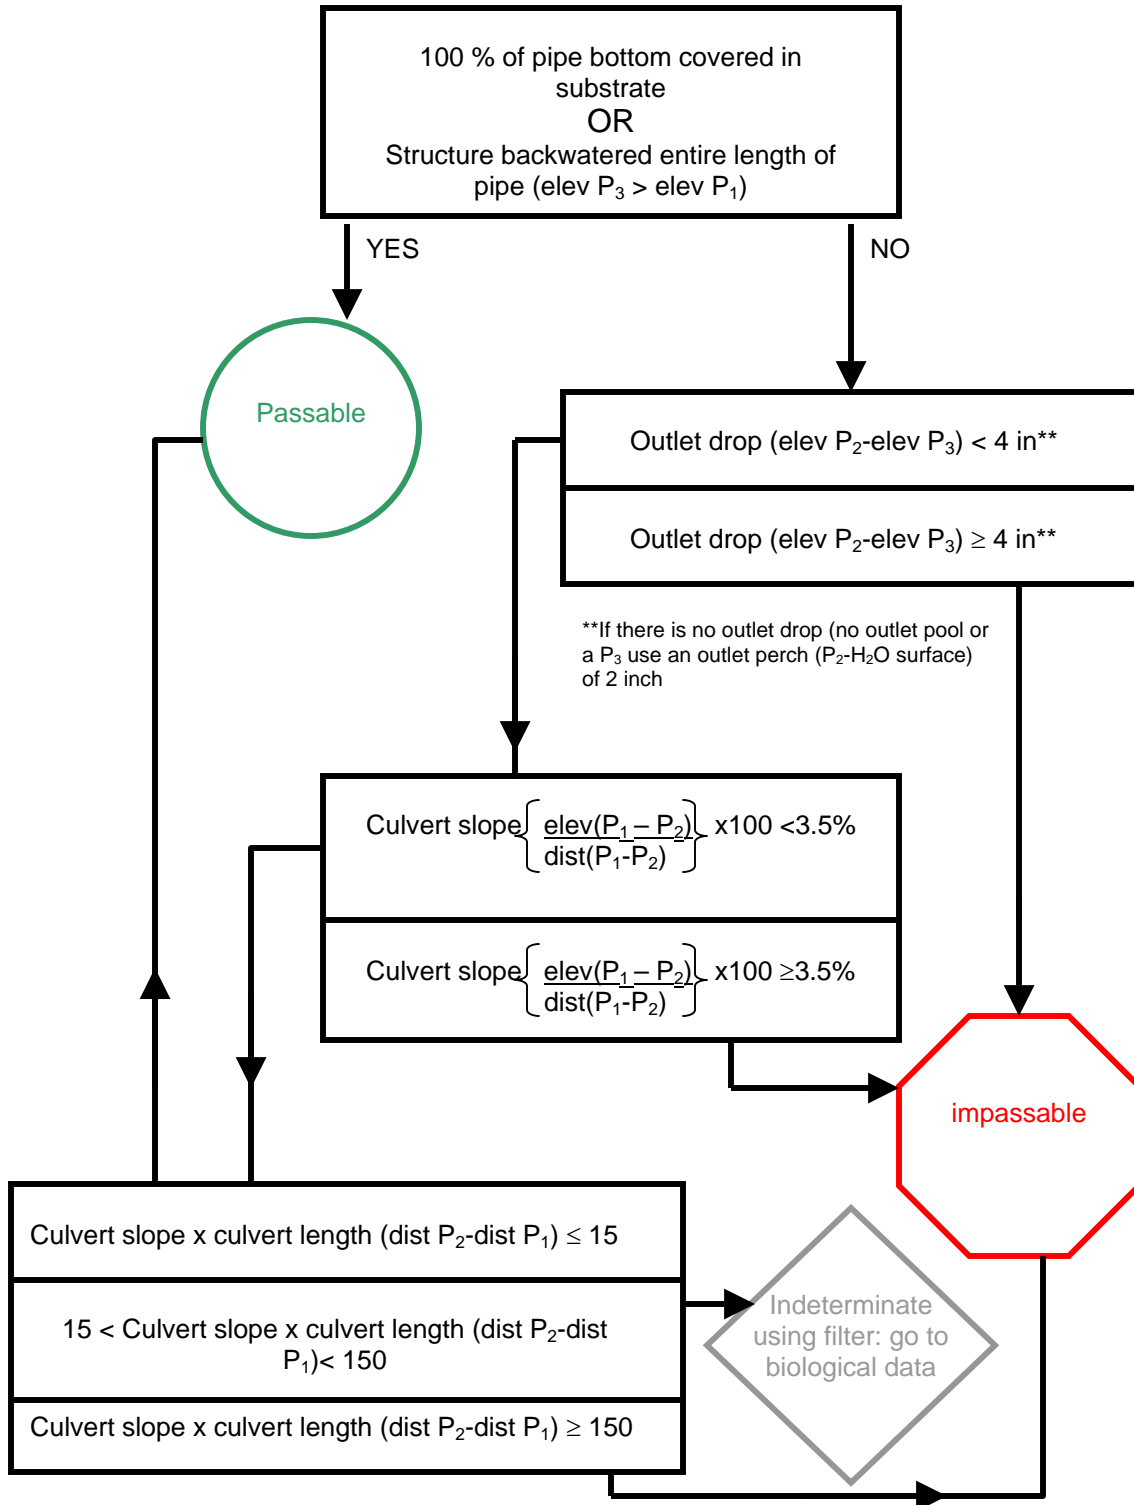 100 % of pipe bottom covered in
substrate
OR
Structure backwatered entire length of
pipe (elev P₃ > elev P₁)
YES
NO
Passable
Outlet drop (elev P₂-elev P₃) < 4 in**
Outlet drop (elev P₂-elev P₃) ≥ 4 in**
**If there is no outlet drop (no outlet pool or
a P₃ use an outlet perch (P₂-H₂O surface)
of 2 inch
Culvert slope { elev(P₁ – P₂) } x100 <3.5%
dist(P₁-P₂)
Culvert slope { elev(P₁ – P₂) } x100 ≥3.5%
dist(P₁-P₂)
impassable
Culvert slope x culvert length (dist P₂-dist P₁) ≤ 15
15 < Culvert slope x culvert length (dist P₂-dist
P₁)< 150
Culvert slope x culvert length (dist P₂-dist P₁) ≥ 150
Indeterminate
using filter: go to
biological data